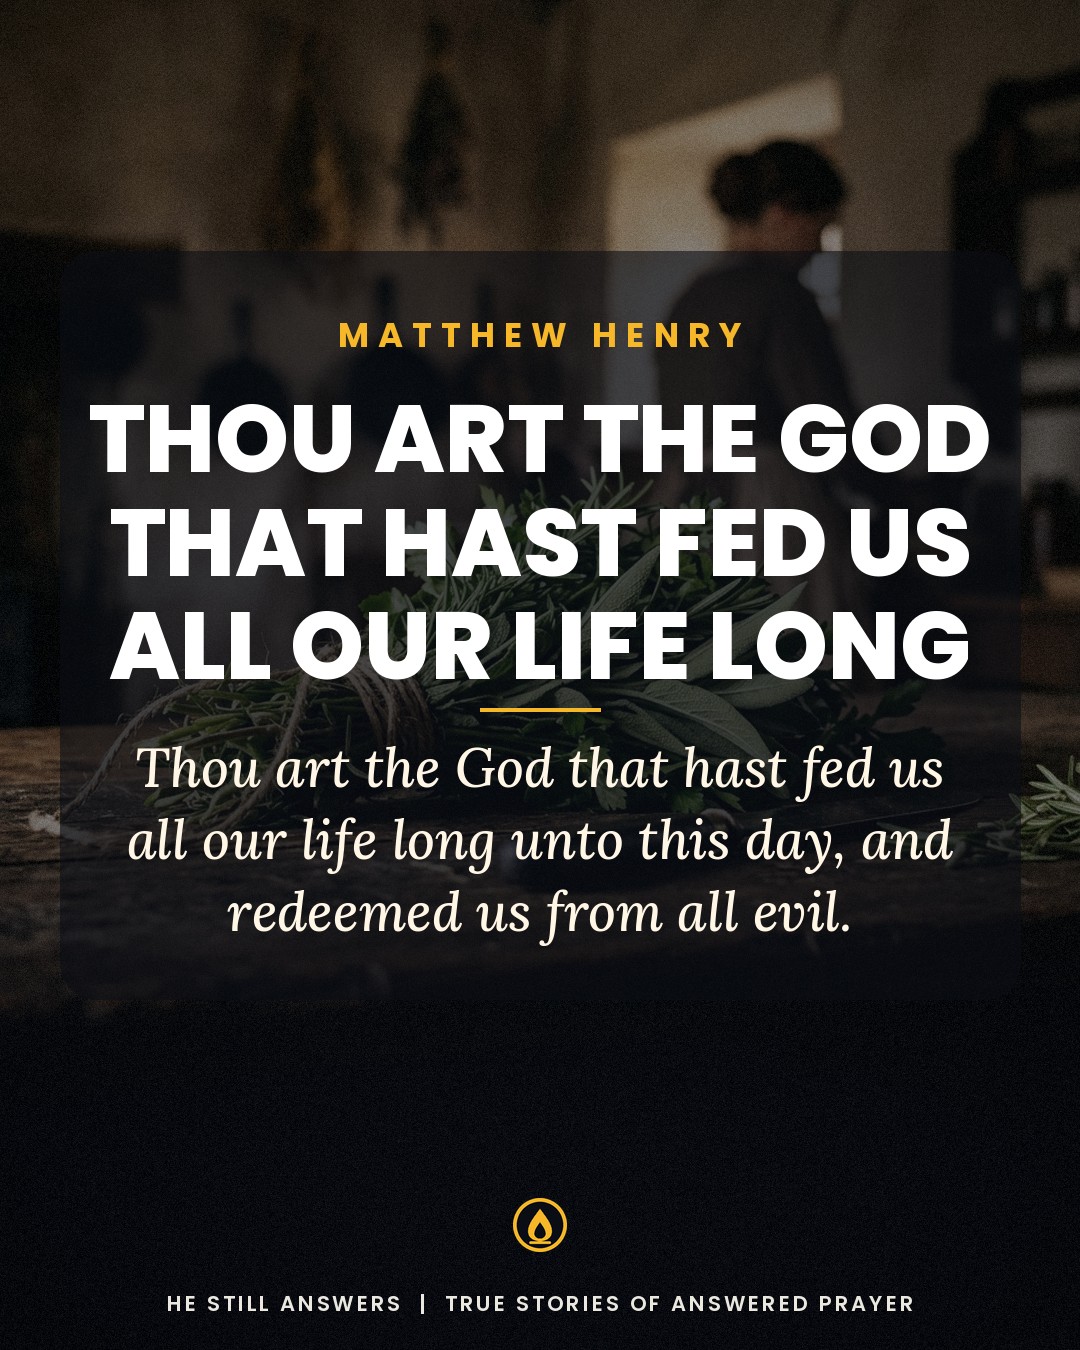 MATTHEW HENRY
THOU ART THE GOD
THAT HAST FED US
ALL OUR LIFE LONG
Thou art the God that hast fed us
all our life long unto this day, and
redeemed us from all evil.
HE STILL ANSWERS | TRUE STORIES OF ANSWERED PRAYER